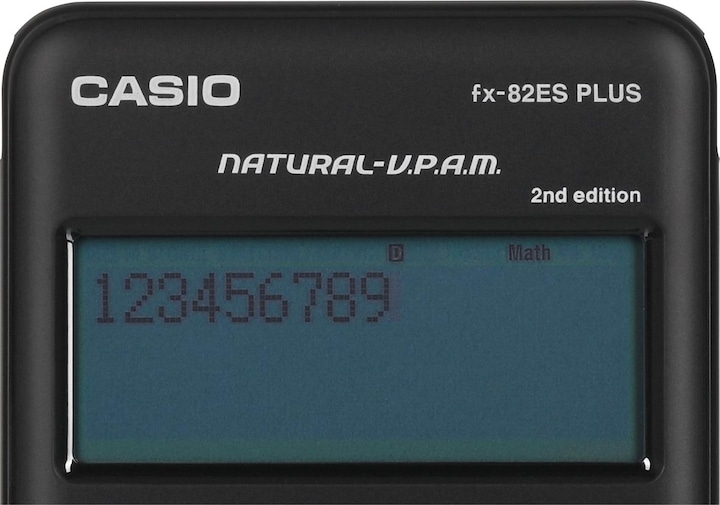 CASIO fx-82ES PLUS
NATURAL-V.P.A.M.
2nd edition
D Math
123456789